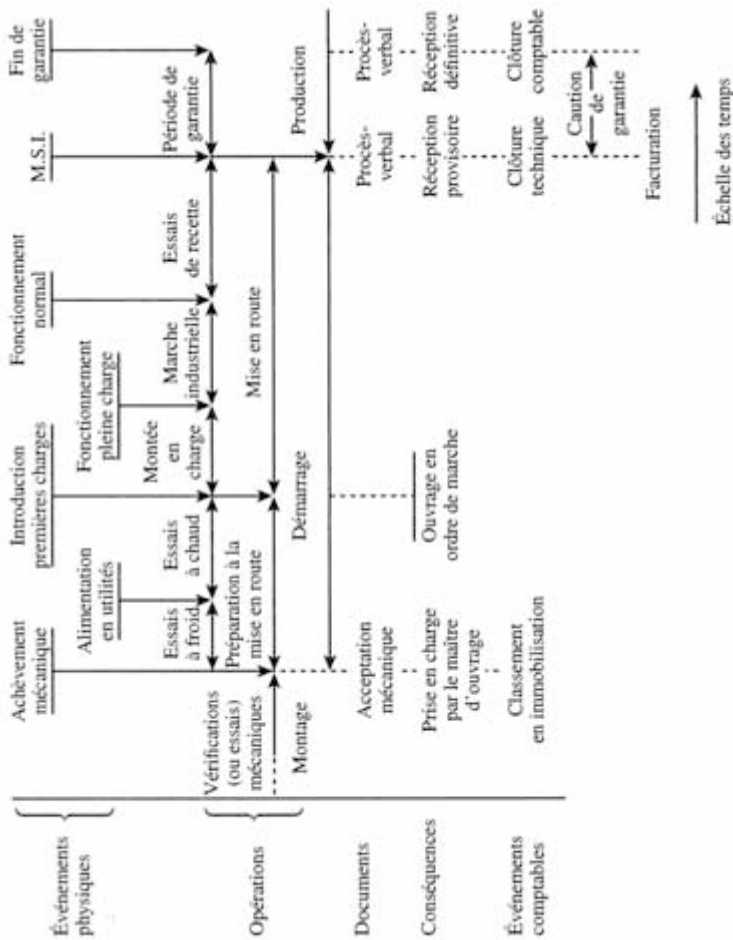 Événements
physiques
Achèvement
mécanique
Alimentation
en utilités
Introduction
premières charges
Fonctionnement
pleine charge
Fonctionnement
normal
M.S.I.
Fin de
garantie
Opérations
Vérifications
(ou essais)
mécaniques
Essais
à froid
Essais
à chaud
Montée
en
charge
Marche
industrielle
Essais
de recette
Période de
garantie
Montage
Préparation à la
mise en route
Mise en route
Démarrage
Production
Documents
Acceptation
mécanique
Procès-
verbal
Procès-
verbal
Conséquences
Prise en charge
par le maître
d'ouvrage
Ouvrage en
ordre de marche
Réception
provisoire
Réception
définitive
Événements
comptables
Classement
en immobilisation
Clôture
technique
Clôture
comptable
Caution
de
garantie
Facturation
Échelle des temps